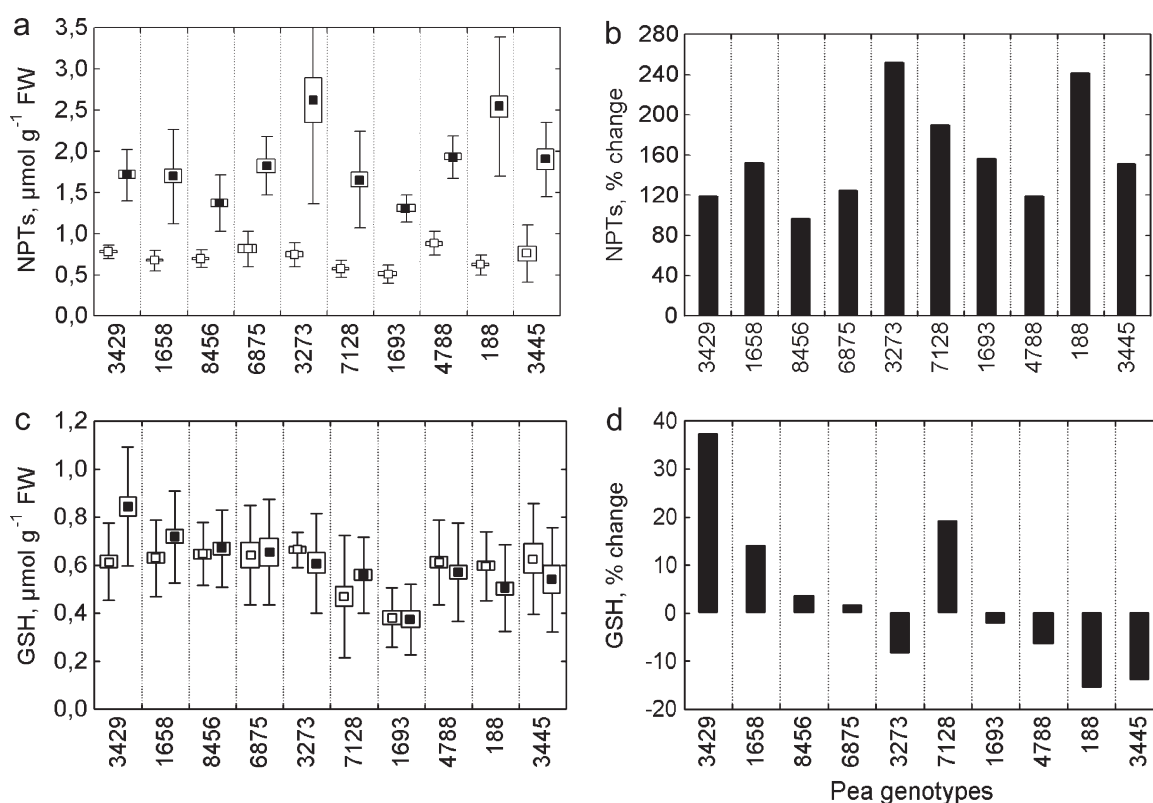 a
NPTs, µmol g⁻¹ FW
3,5
3,0
2,5
2,0
1,5
1,0
0,5
0,0
3429 1658 8456 6875 3273 7128 1693 4788 188 3445
b
NPTs, % change
280
240
200
160
120
80
40
0
3429 1658 8456 6875 3273 7128 1693 4788 188 3445
c
GSH, µmol g⁻¹ FW
1,2
1,0
0,8
0,6
0,4
0,2
0,0
3429 1658 8456 6875 3273 7128 1693 4788 188 3445
d
GSH, % change
40
30
20
10
0
-10
-20
3429 1658 8456 6875 3273 7128 1693 4788 188 3445
Pea genotypes